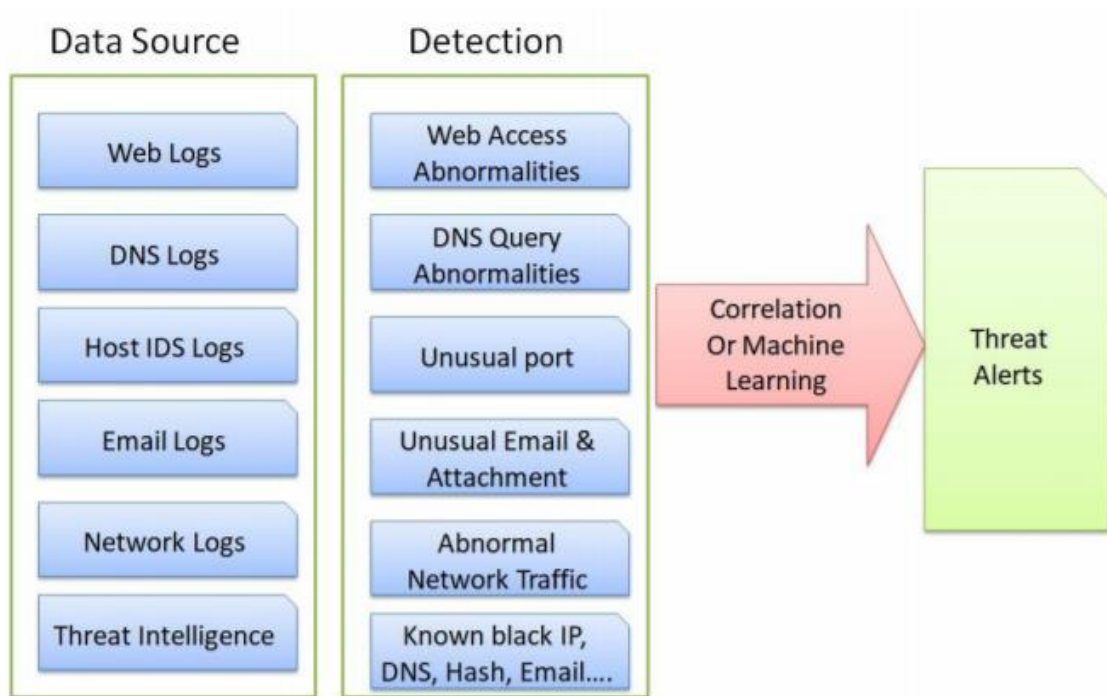 Data Source
Web Logs
DNS Logs
Host IDS Logs
Email Logs
Network Logs
Threat Intelligence
Detection
Web Access
Abnormalities
DNS Query
Abnormalities
Unusual port
Unusual Email &
Attachment
Abnormal
Network Traffic
Known black IP,
DNS, Hash, Email....
Correlation
Or Machine
Learning
Threat
Alerts